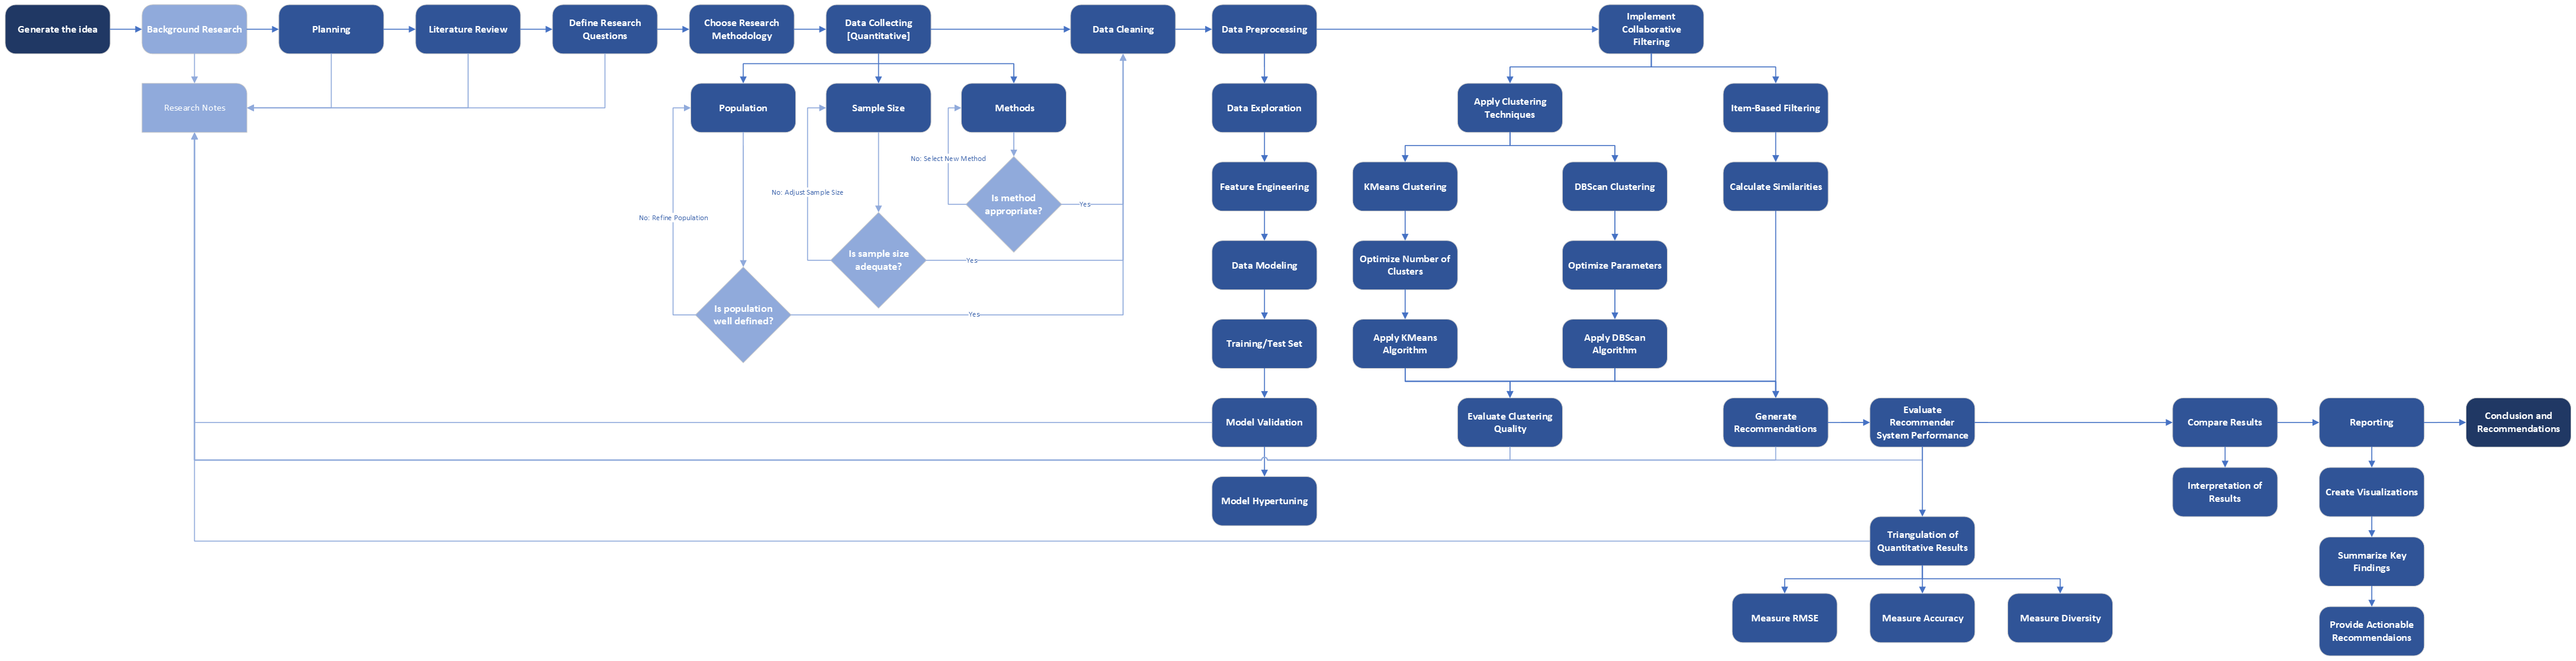 Generate the idea
Background Research
Planning
Literature Review
Define Research
Questions
Choose Research
Methodology
Data Collecting
[Quantitative]
Data Cleaning
Data Preprocessing
Implement
Collaborative
Filtering
Research Notes
Population
Sample Size
Methods
Data Exploration
Apply Clustering
Techniques
Item-Based Filtering
No: Select New Method
No: Adjust Sample Size
No: Refine Population
Is method
appropriate?
Yes
Is sample size
adequate?
Yes
Is population
well defined?
Yes
Feature Engineering
KMeans Clustering
DBScan Clustering
Calculate Similarities
Data Modeling
Optimize Number of
Clusters
Optimize Parameters
Training/Test Set
Apply KMeans
Algorithm
Apply DBScan
Algorithm
Model Validation
Evaluate Clustering
Quality
Generate
Recommendations
Evaluate
Recommender
System Performance
Compare Results
Reporting
Conclusion and
Recommendations
Model Hypertuning
Interpretation of
Results
Create Visualizations
Triangulation of
Quantitative Results
Summarize Key
Findings
Measure RMSE
Measure Accuracy
Measure Diversity
Provide Actionable
Recommendaions